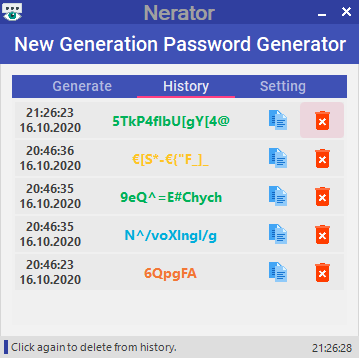 Nerator
New Generation Password Generator
Generate History Setting
21:26:23
16.10.2020
5TkP4fIbU[gY[4@
20:46:36
16.10.2020
€[S*-€{"F_]_
20:46:35
16.10.2020
9eQ^=E#Chych
20:46:35
16.10.2020
N^/voXIngl/g
20:46:23
16.10.2020
6QpgFA
Click again to delete from history.
21:26:28